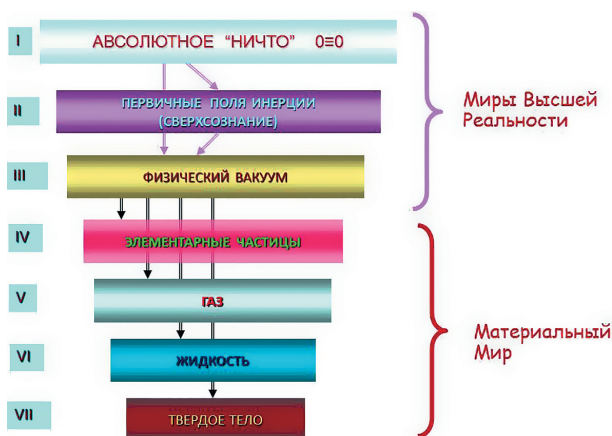 I
АБСОЛЮТНОЕ “НИЧТО” 0≡0
II
ПЕРВИЧНЫЕ ПОЛЯ ИНЕРЦИИ
(СВЕРХСОЗНАНИЕ)
Миры Высшей
Реальности
III
ФИЗИЧЕСКИЙ ВАКУУМ
IV
ЭЛЕМЕНТАРНЫЕ ЧАСТИЦЫ
V
ГАЗ
Материальный
Мир
VI
ЖИДКОСТЬ
VII
ТВЕРДОЕ ТЕЛО